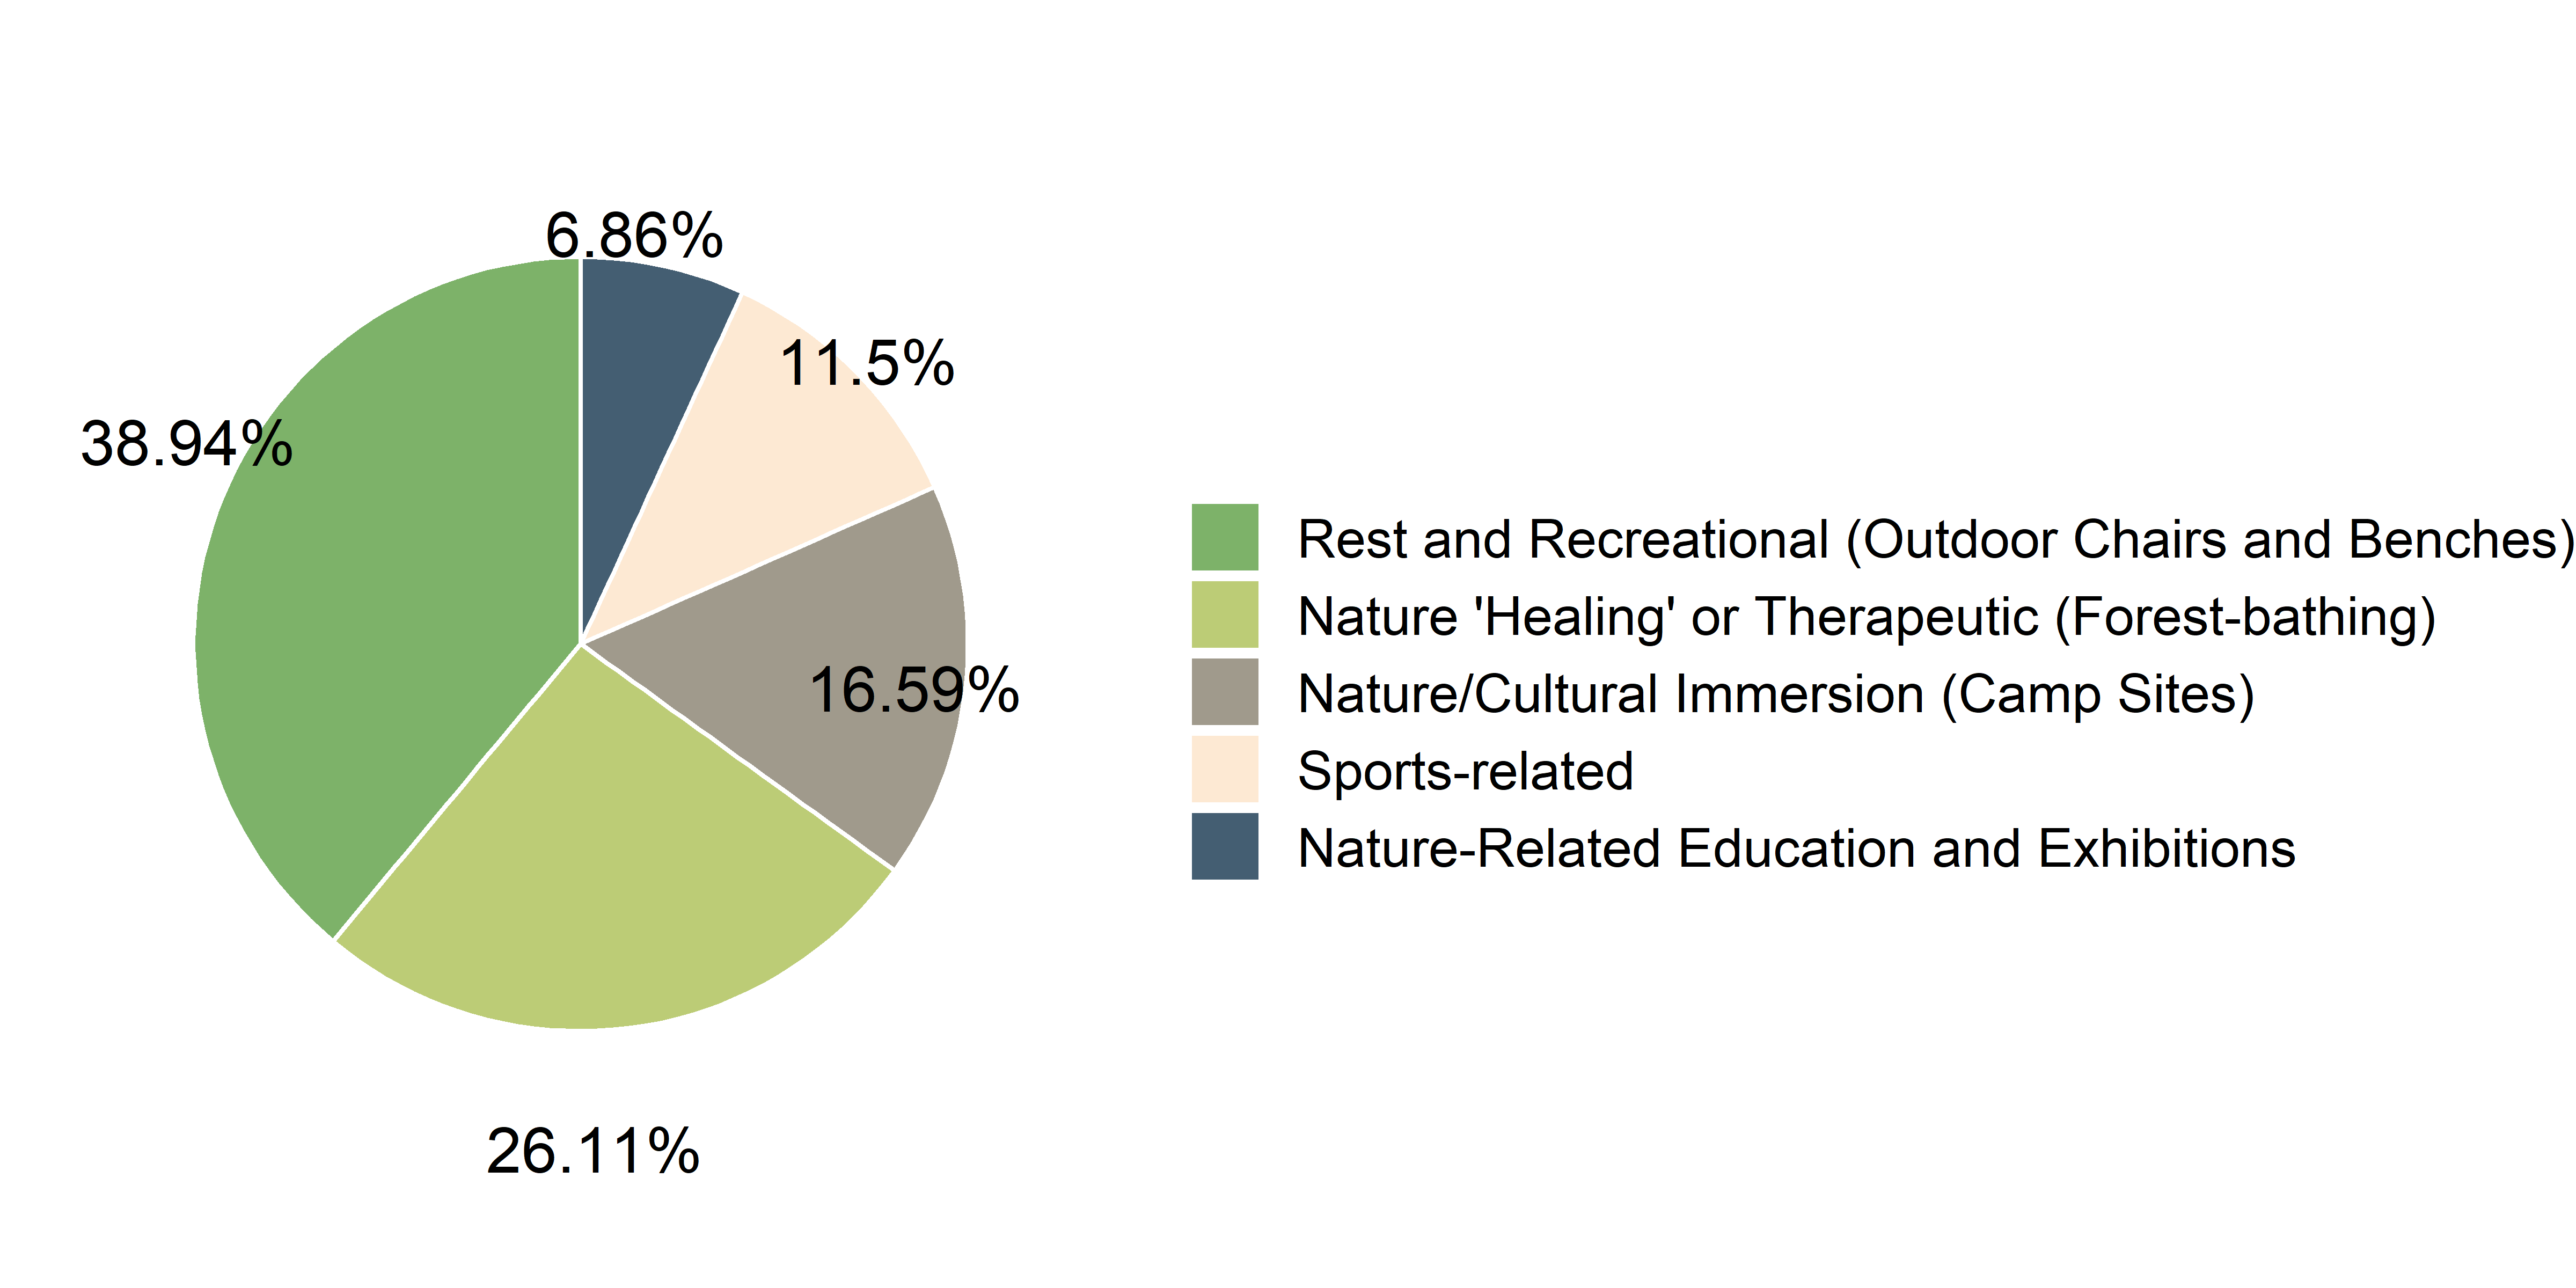 6.86%
11.5%
38.94%
16.59%
26.11%
Rest and Recreational (Outdoor Chairs and Benches)
Nature 'Healing' or Therapeutic (Forest-bathing)
Nature/Cultural Immersion (Camp Sites)
Sports-related
Nature-Related Education and Exhibitions